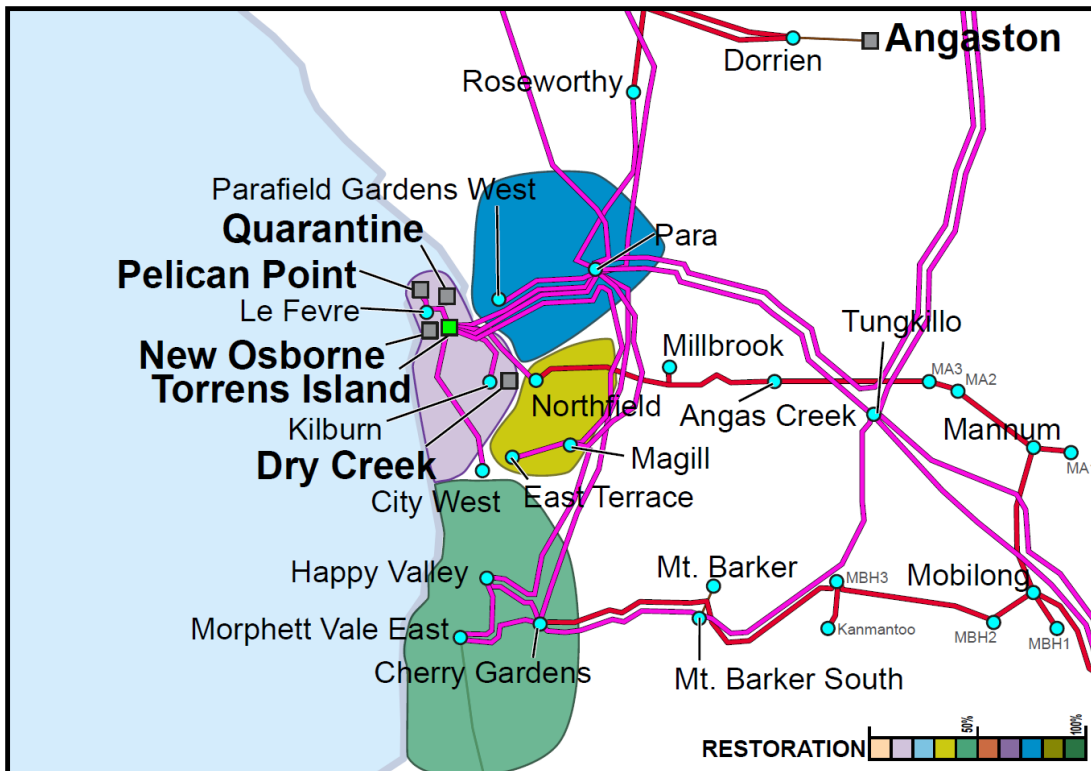 Angaston
Dorrien
Roseworthy
Parafield Gardens West
Quarantine
Para
Pelican Point
Le Fevre
Tungkillo
New Osborne
Millbrook
MA3
MA2
Torrens Island
Northfield
Angas Creek
Kilburn
Mannum
Dry Creek
Magill
City West
East Terrace
Happy Valley
Mt. Barker
MBH3
Mobilong
Morphett Vale East
Kanmantoo
MBH2
MBH1
Cherry Gardens
Mt. Barker South
RESTORATION
50%
100%